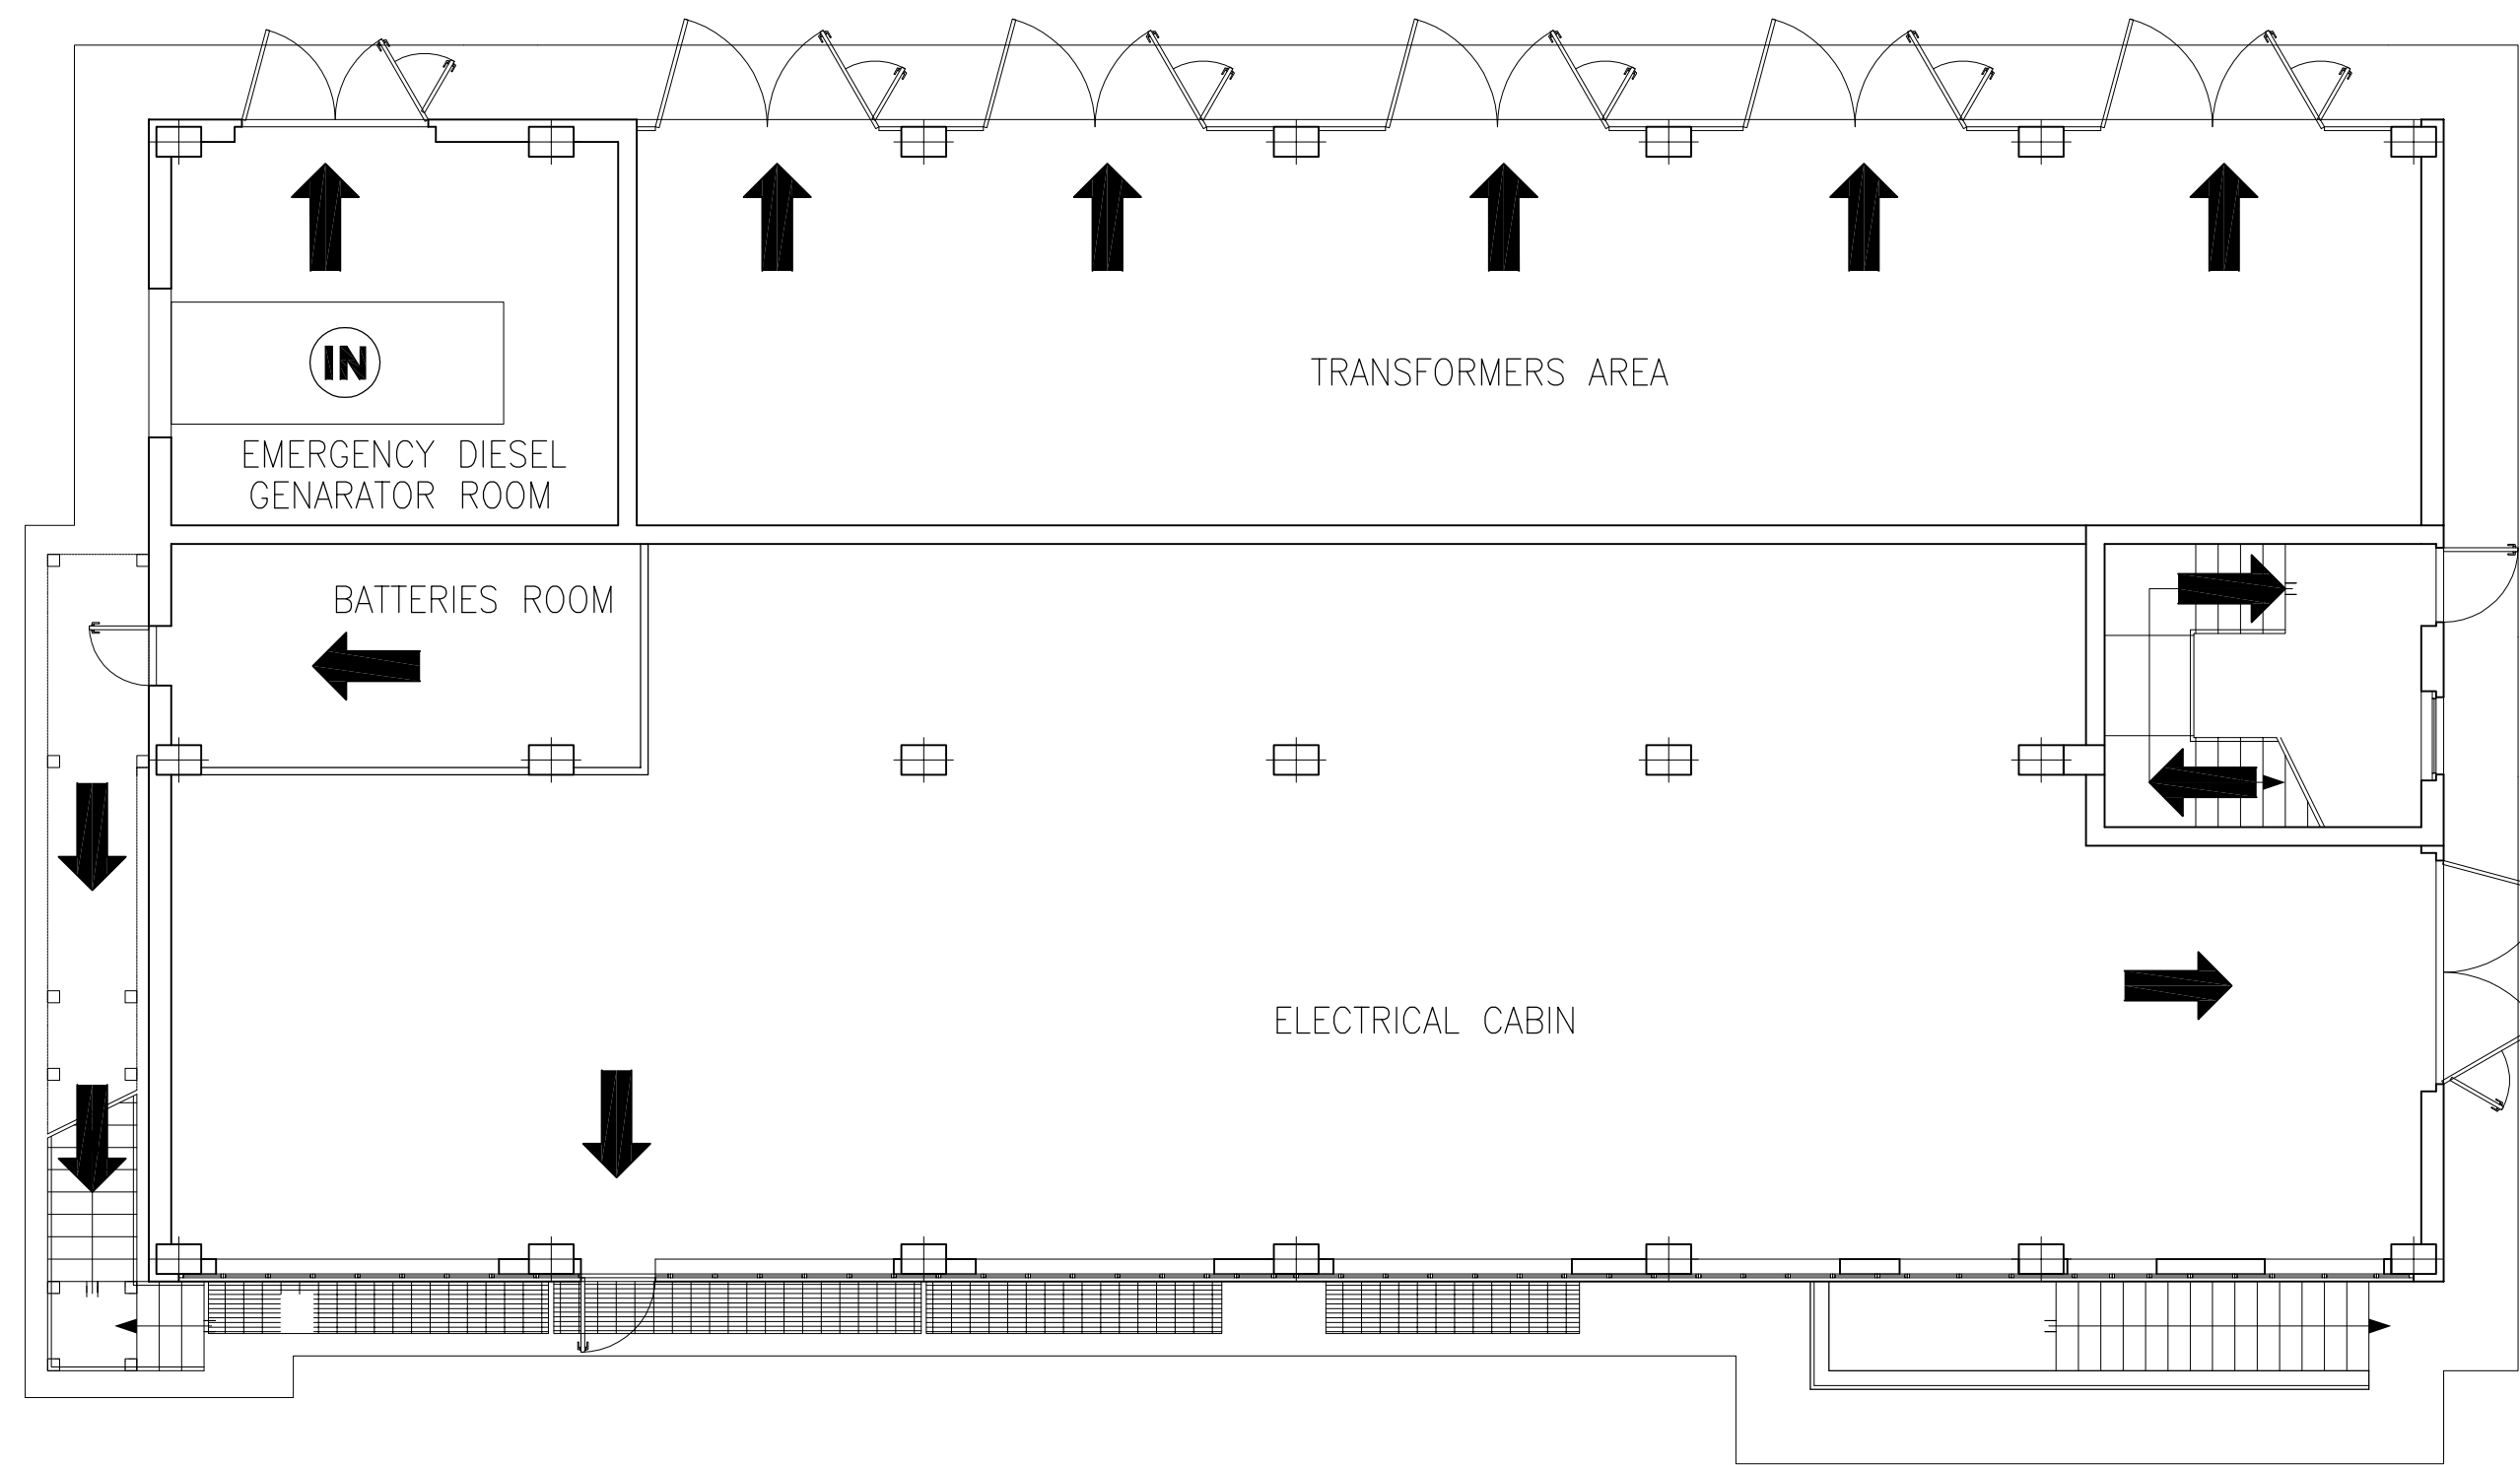 IN
TRANSFORMERS AREA
EMERGENCY DIESEL
GENARATOR ROOM
BATTERIES ROOM
ELECTRICAL CABIN